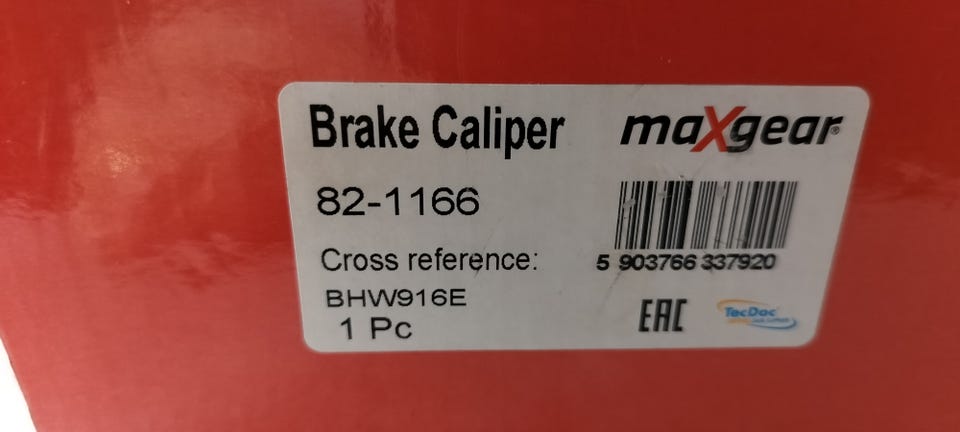 Brake Caliper
maXgear®
82-1166
Cross reference:
5 903766 337920
BHW916E
1 Pc
EAC
TecDoc